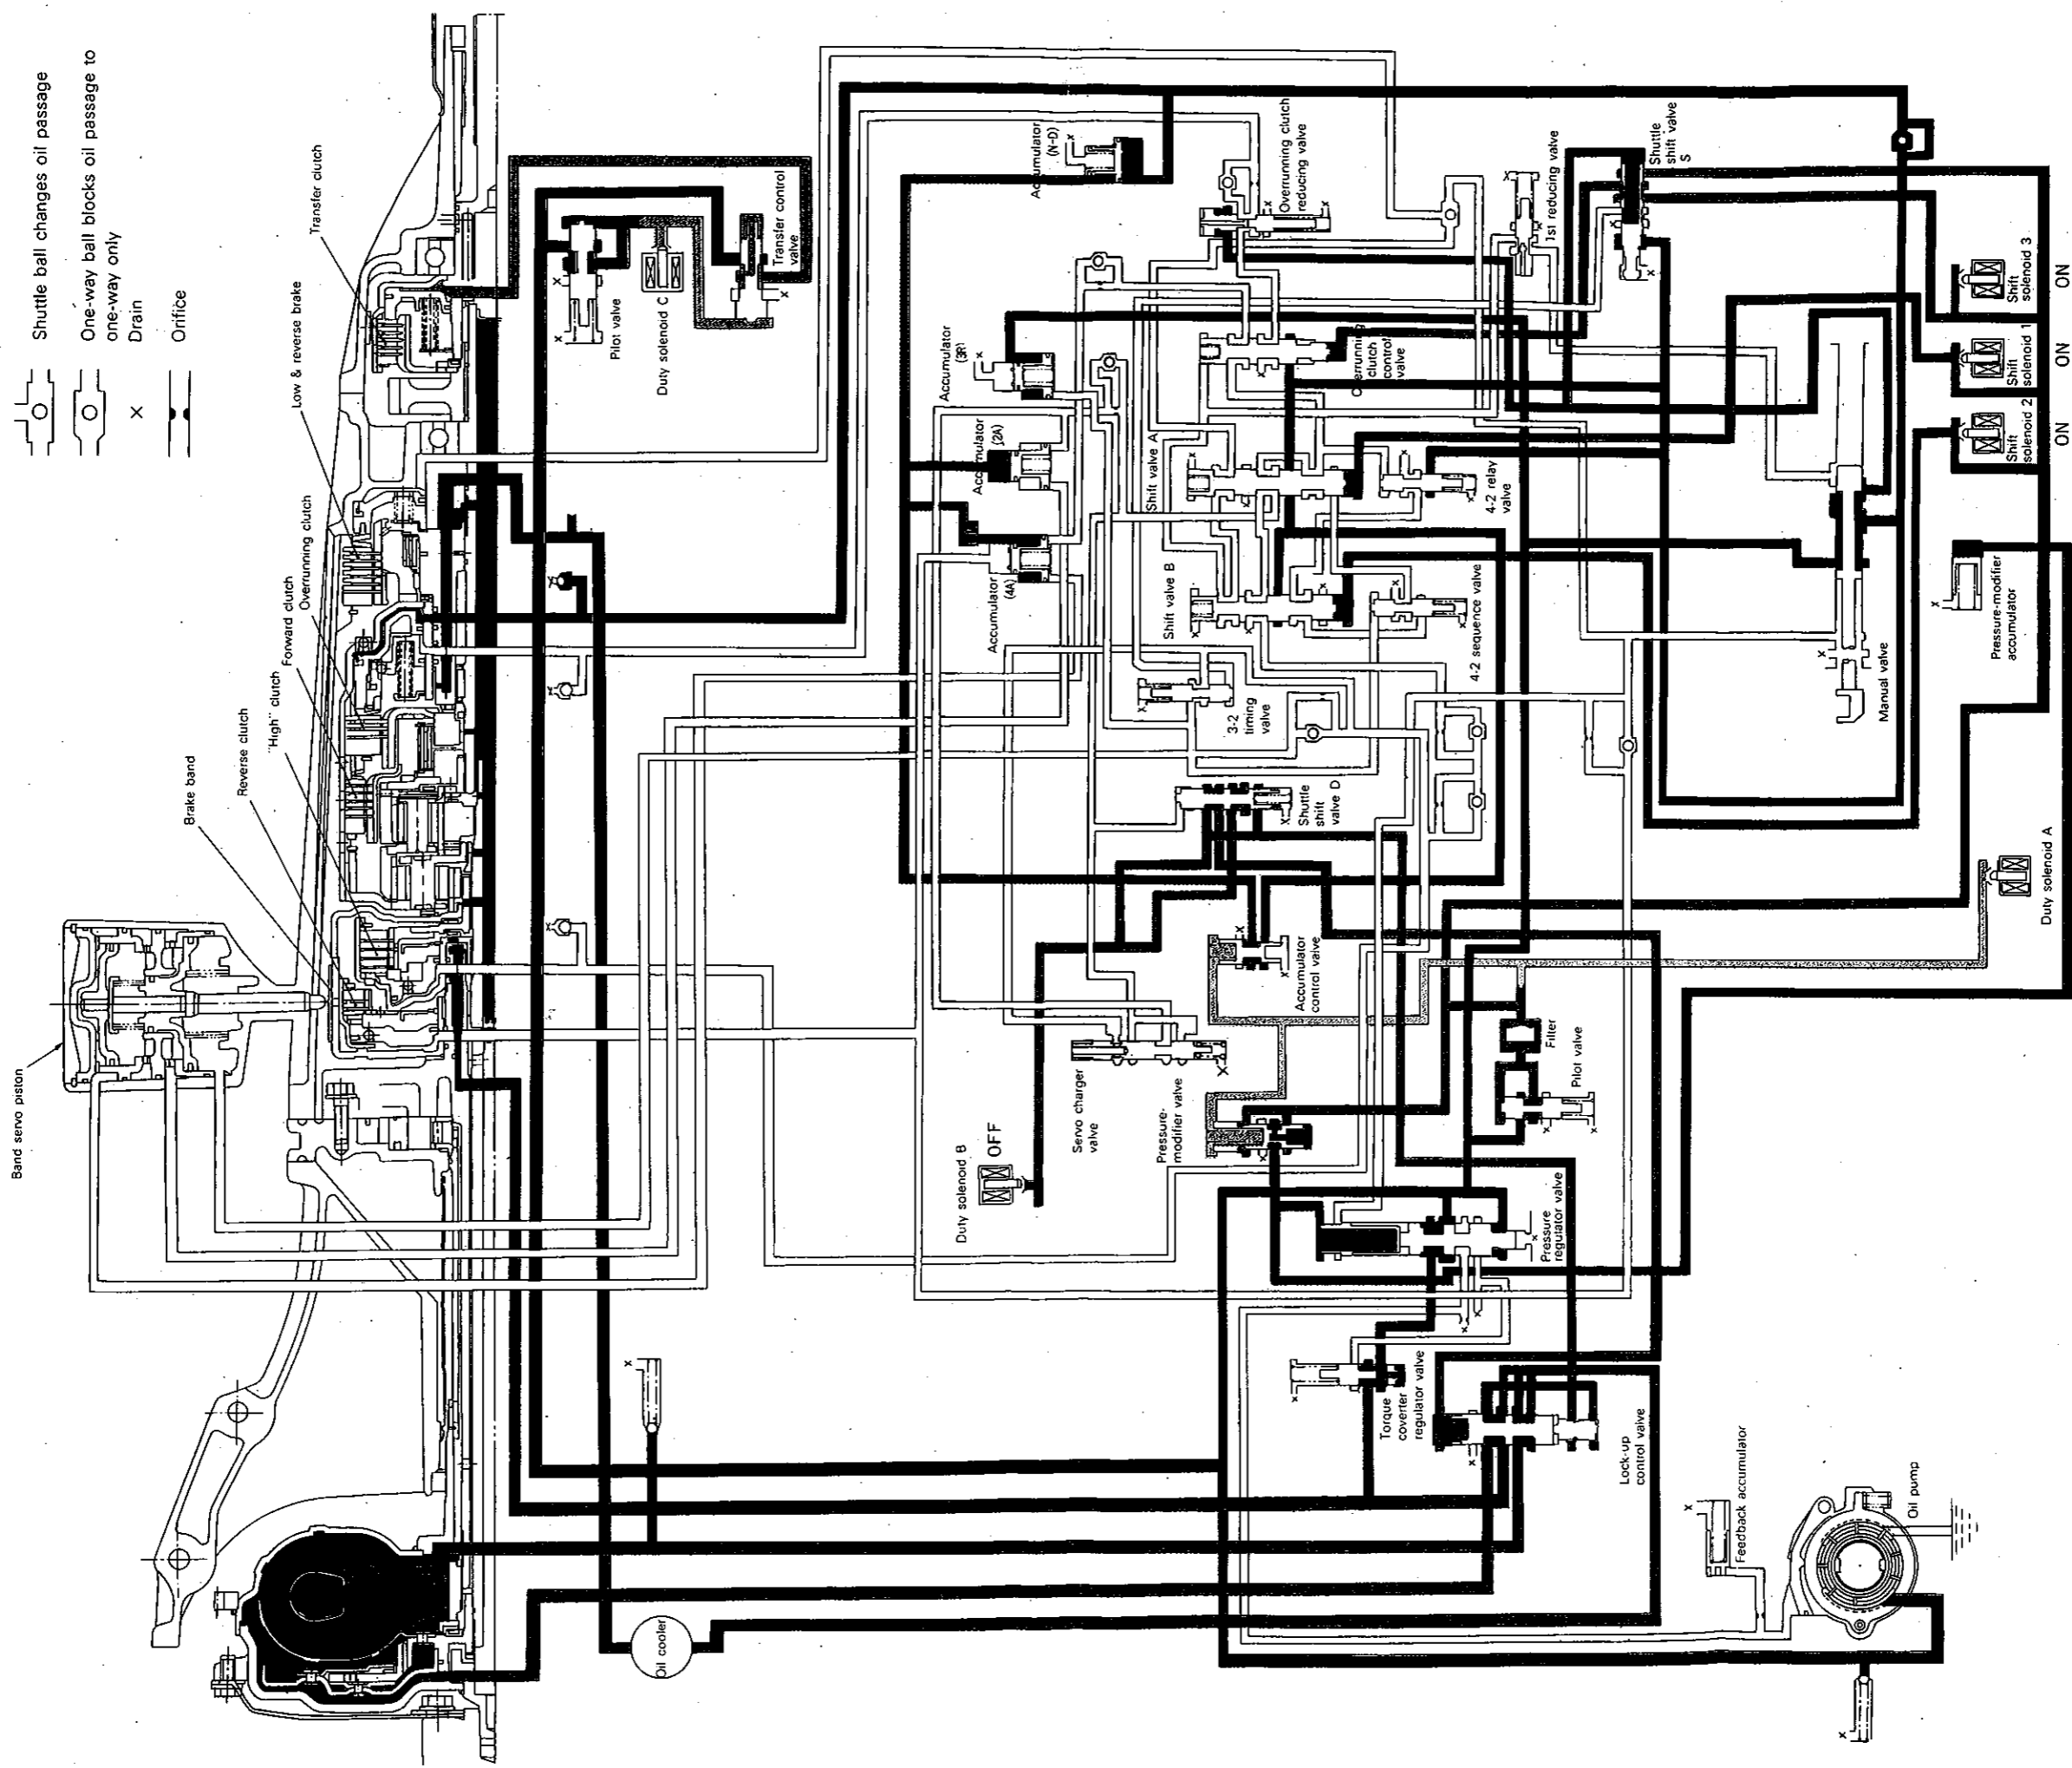 Shuttle ball changes oil passage
One-way ball blocks oil passage to
one-way only
x Drain
Orifice
Transfer clutch
Low & reverse brake
Overrunning clutch
Forward clutch
"High" clutch
Reverse clutch
Brake band
Band servo piston
Pilot valve
Duty solenoid C
Transfer control
valve
Oil cooler
Accumulator
(N-D)
Accumulator
(3R)
Accumulator
(2A)
Accumulator
(4A)
Overrunning clutch
reducing valve
1st reducing valve
Shuttle
shift valve
S
Overrunning
clutch
control
valve
Shift valve A
4-2 relay
valve
Shift valve B
4-2 sequence valve
3-2
timing
valve
Shuttle
shift
valve D
Accumulator
control valve
Servo charger
valve
Pressure-
modifier valve
Duty solenoid B
OFF
Filter
Pilot valve
Pressure
regulator valve
Torque
coverter
regulator valve
Lock-up
control valve
Feedback accumulator
Oil pump
Manual valve
Pressure-modifier
accumulator
Duty solenoid A
Shift
solenoid 2
ON
Shift
solenoid 1
ON
Shift
solenoid 3
ON